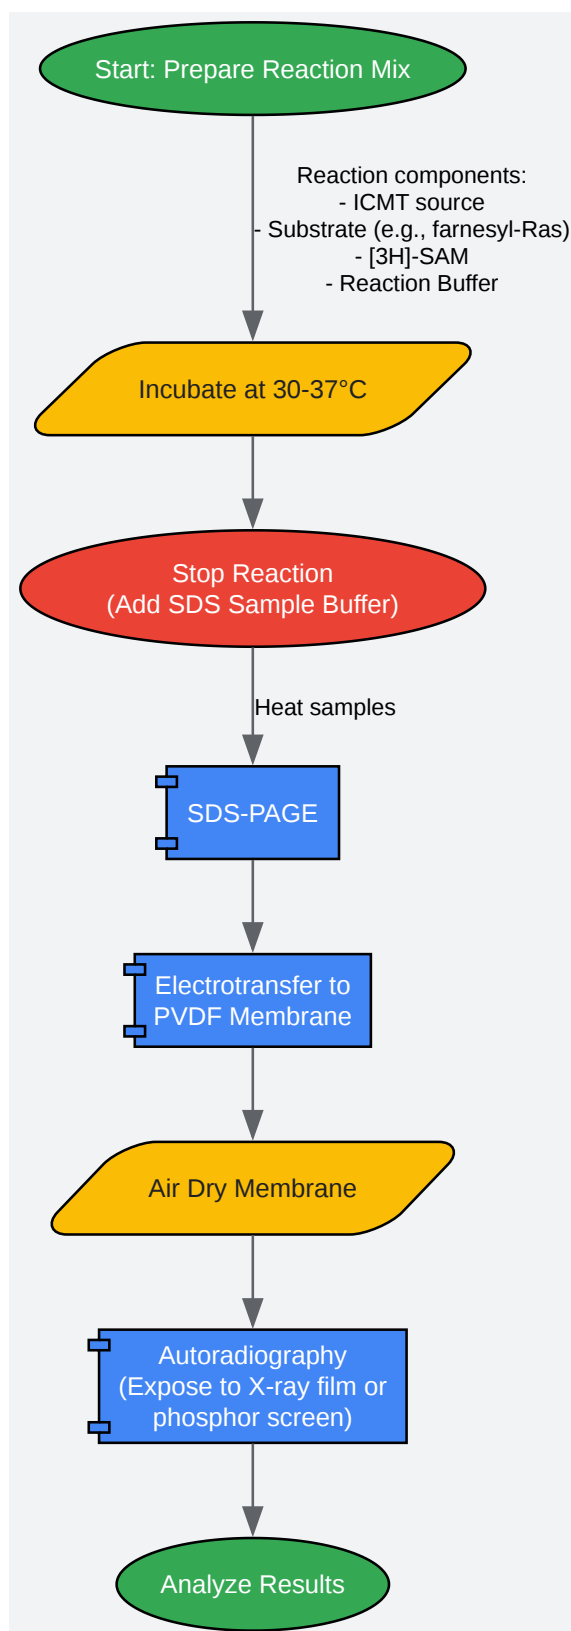 Start: Prepare Reaction Mix
Reaction components:
- ICMT source
- Substrate (e.g., farnesyl-Ras)
- [3H]-SAM
- Reaction Buffer
Incubate at 30-37°C
Stop Reaction
(Add SDS Sample Buffer)
Heat samples
SDS-PAGE
Electrotransfer to
PVDF Membrane
Air Dry Membrane
Autoradiography
(Expose to X-ray film or
phosphor screen)
Analyze Results